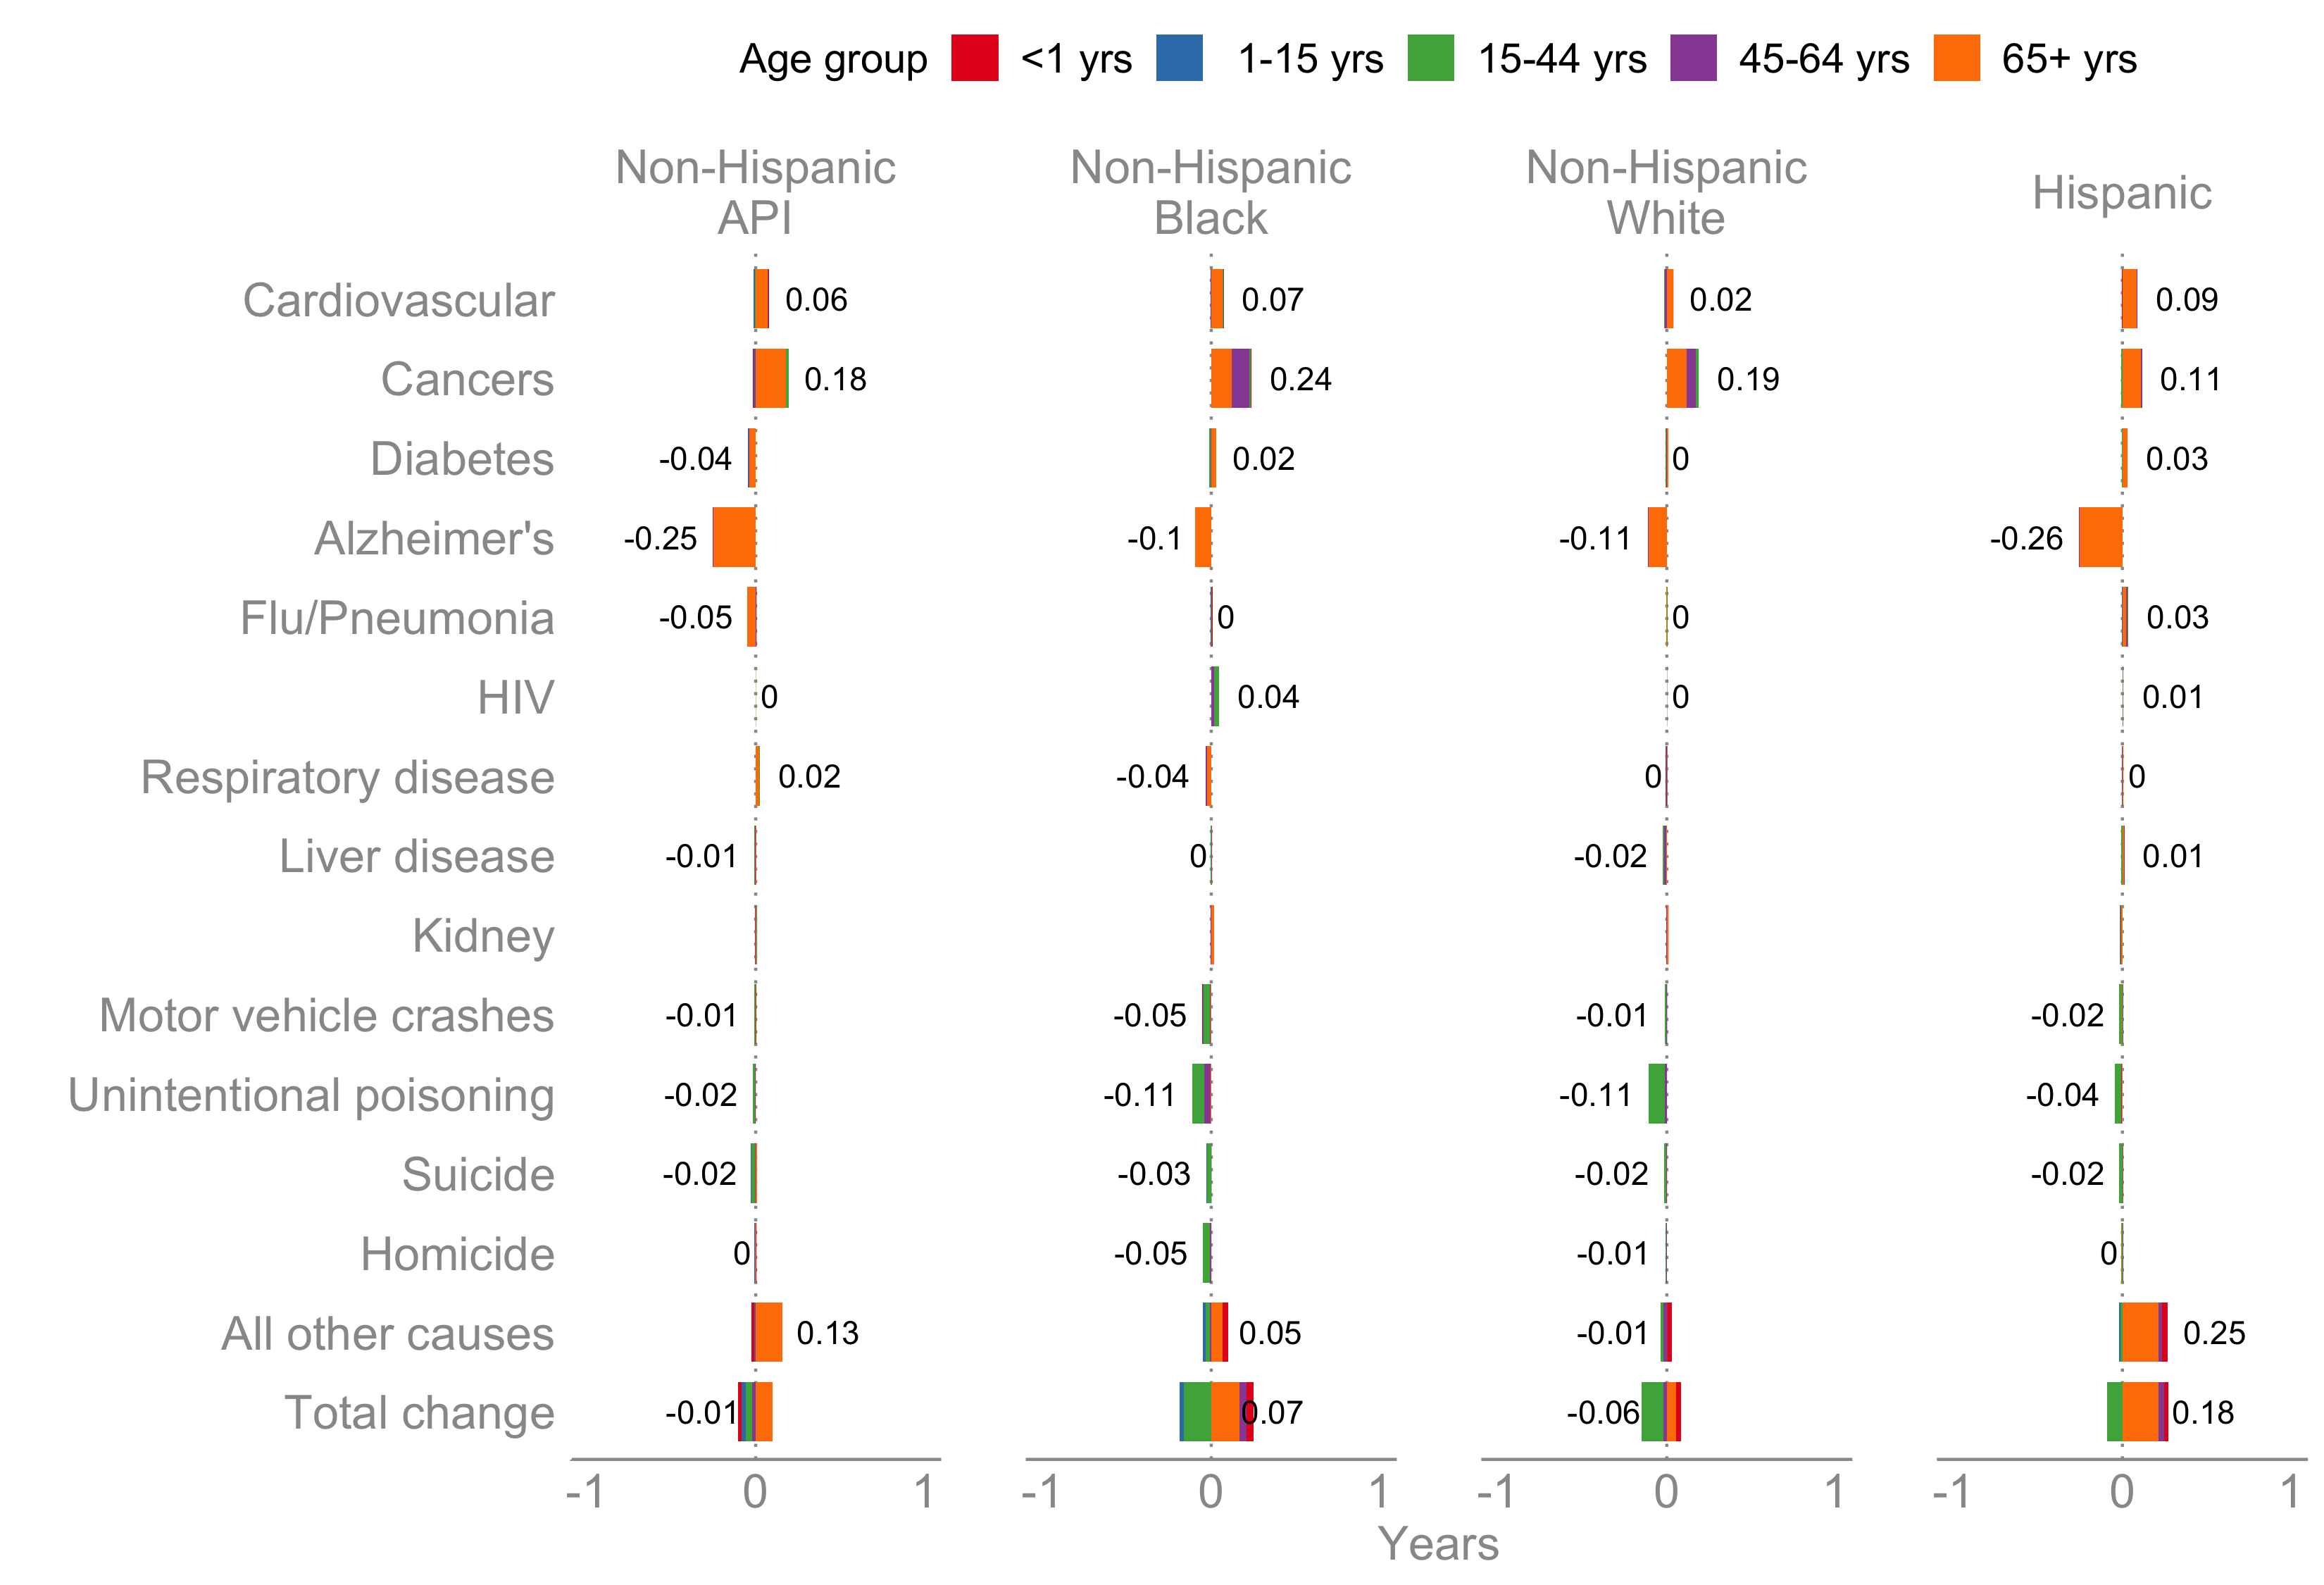 Age group <1 yrs 1-15 yrs 15-44 yrs 45-64 yrs 65+ yrs
Non-Hispanic Non-Hispanic Non-Hispanic Hispanic
API Black White
Cardiovascular 0.06 0.07 0.02 0.09
Cancers 0.18 0.24 0.19 0.11
Diabetes -0.04 0.02 0 0.03
Alzheimer's -0.25 -0.1 -0.11 -0.26
Flu/Pneumonia -0.05 0 0 0.03
HIV 0 0.04 0 0.01
Respiratory disease 0.02 -0.04 0 0
Liver disease -0.01 0 -0.02 0.01
Kidney
Motor vehicle crashes -0.01 -0.05 -0.01 -0.02
Unintentional poisoning -0.02 -0.11 -0.11 -0.04
Suicide -0.02 -0.03 -0.02 -0.02
Homicide 0 -0.05 -0.01 0
All other causes 0.13 0.05 -0.01 0.25
Total change -0.01 0.07 -0.06 0.18
-1 0 1 -1 0 1 -1 0 1 -1 0 1
Years